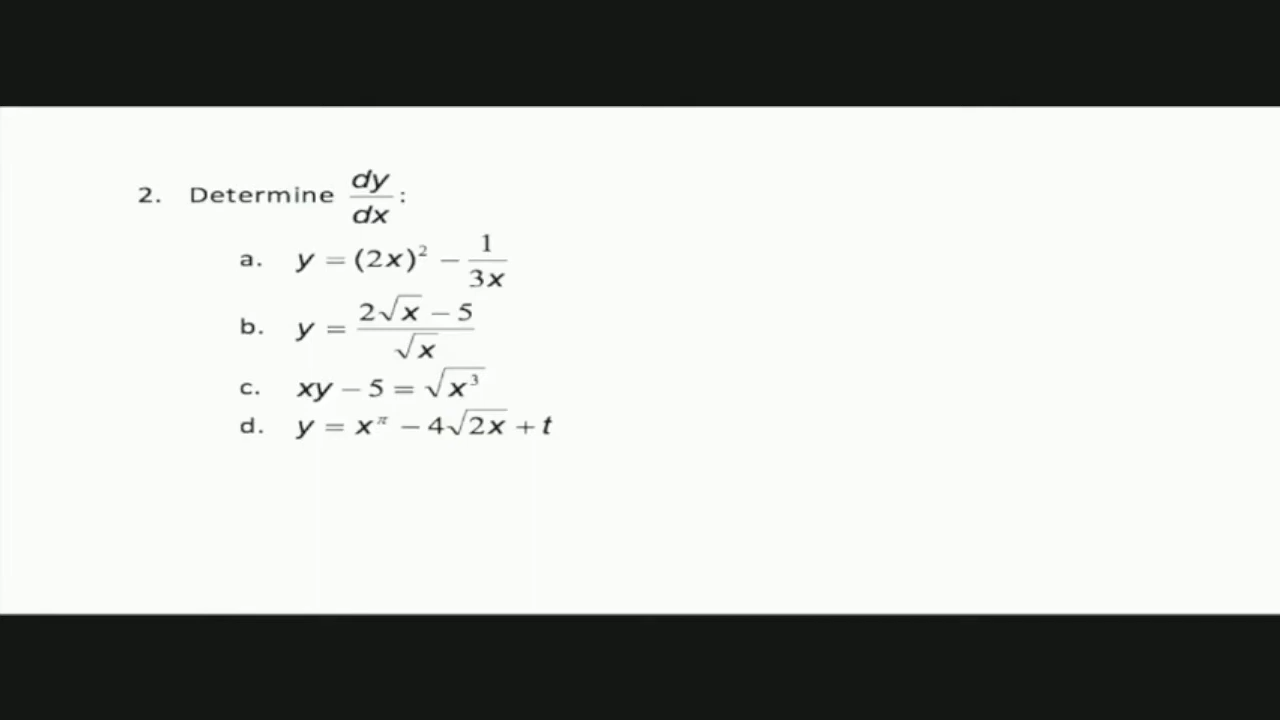 2. Determine dy/dx :
a. y = (2x)² − 1/3x
b. y = (2√x − 5)/√x
c. xy − 5 = √x³
d. y = x^π − 4√2x + t